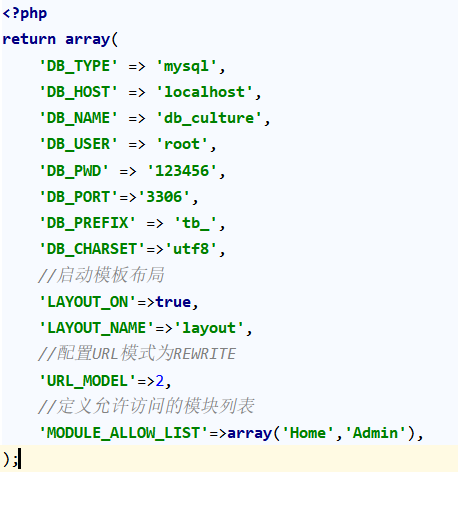 <?php
return array(
    'DB_TYPE' => 'mysql',
    'DB_HOST' => 'localhost',
    'DB_NAME' => 'db_culture',
    'DB_USER' => 'root',
    'DB_PWD' => '123456',
    'DB_PORT'=>'3306',
    'DB_PREFIX' => 'tb_',
    'DB_CHARSET'=>'utf8',
    //启动模板布局
    'LAYOUT_ON'=>true,
    'LAYOUT_NAME'=>'layout',
    //配置URL模式为REWRITE
    'URL_MODEL'=>2,
    //定义允许访问的模块列表
    'MODULE_ALLOW_LIST'=>array('Home','Admin'),
);